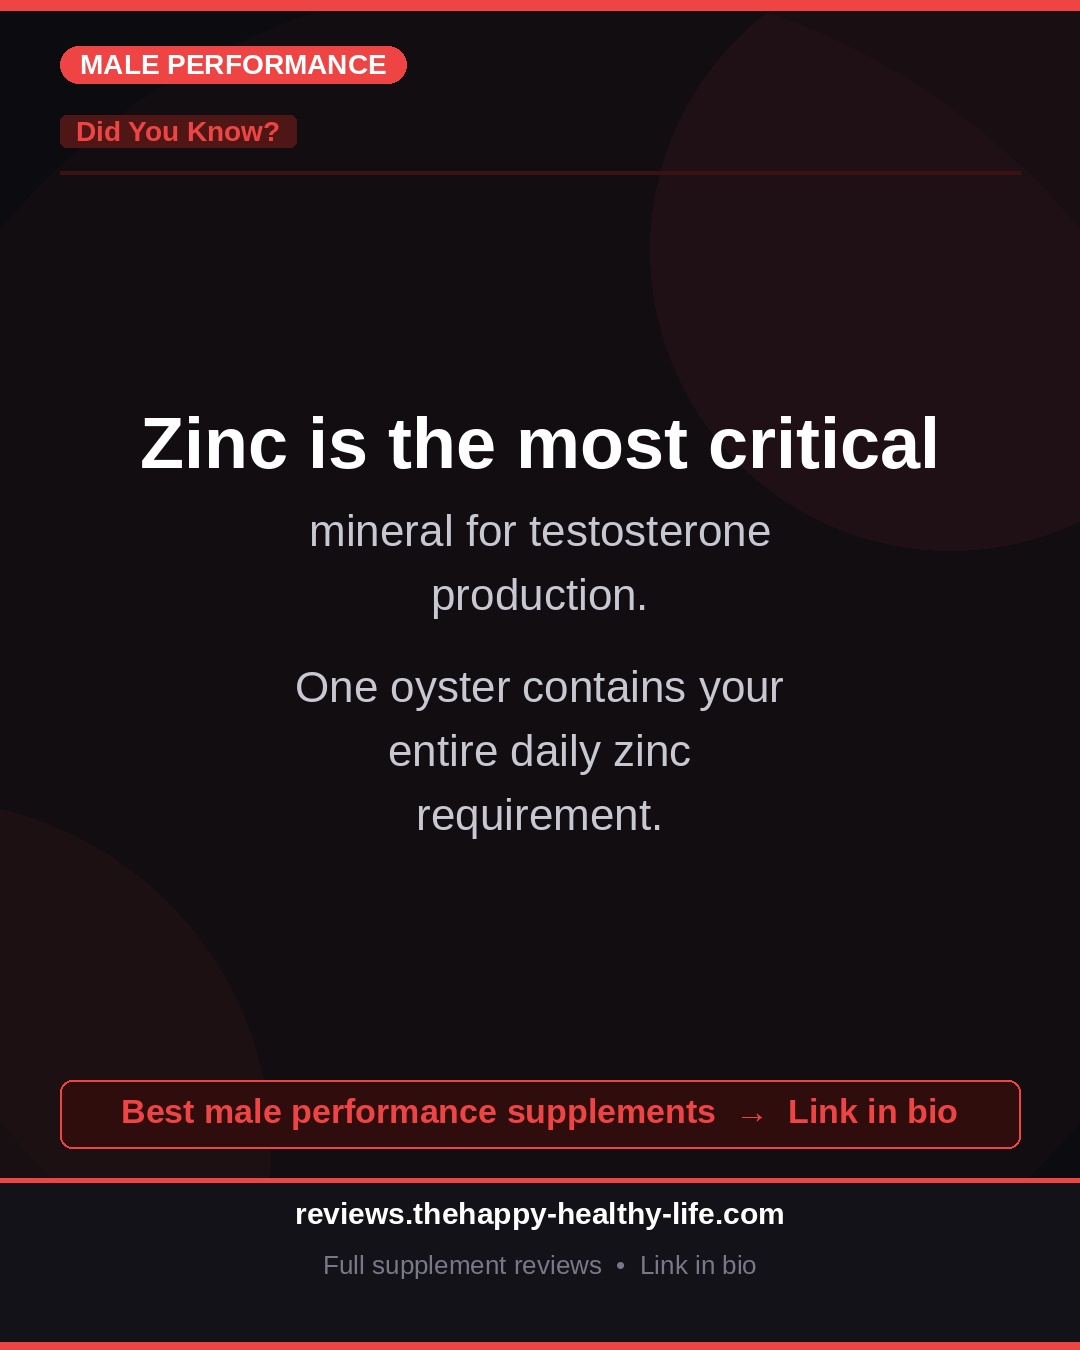 MALE PERFORMANCE
Did You Know?
Zinc is the most critical
mineral for testosterone
production.
One oyster contains your
entire daily zinc
requirement.
Best male performance supplements → Link in bio
reviews.thehappy-healthy-life.com
Full supplement reviews • Link in bio